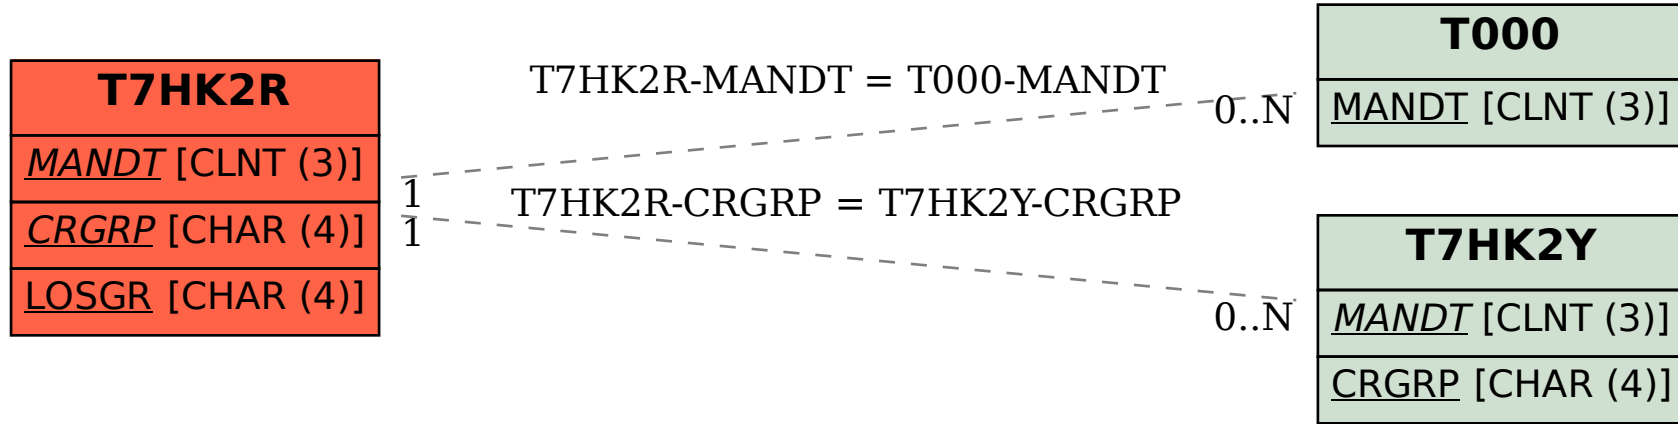 T7HK2R
MANDT [CLNT (3)]
CRGRP [CHAR (4)]
LOSGR [CHAR (4)]
T7HK2R-MANDT = T000-MANDT
0..N
1
T7HK2R-CRGRP = T7HK2Y-CRGRP
1
0..N
T000
MANDT [CLNT (3)]
T7HK2Y
MANDT [CLNT (3)]
CRGRP [CHAR (4)]